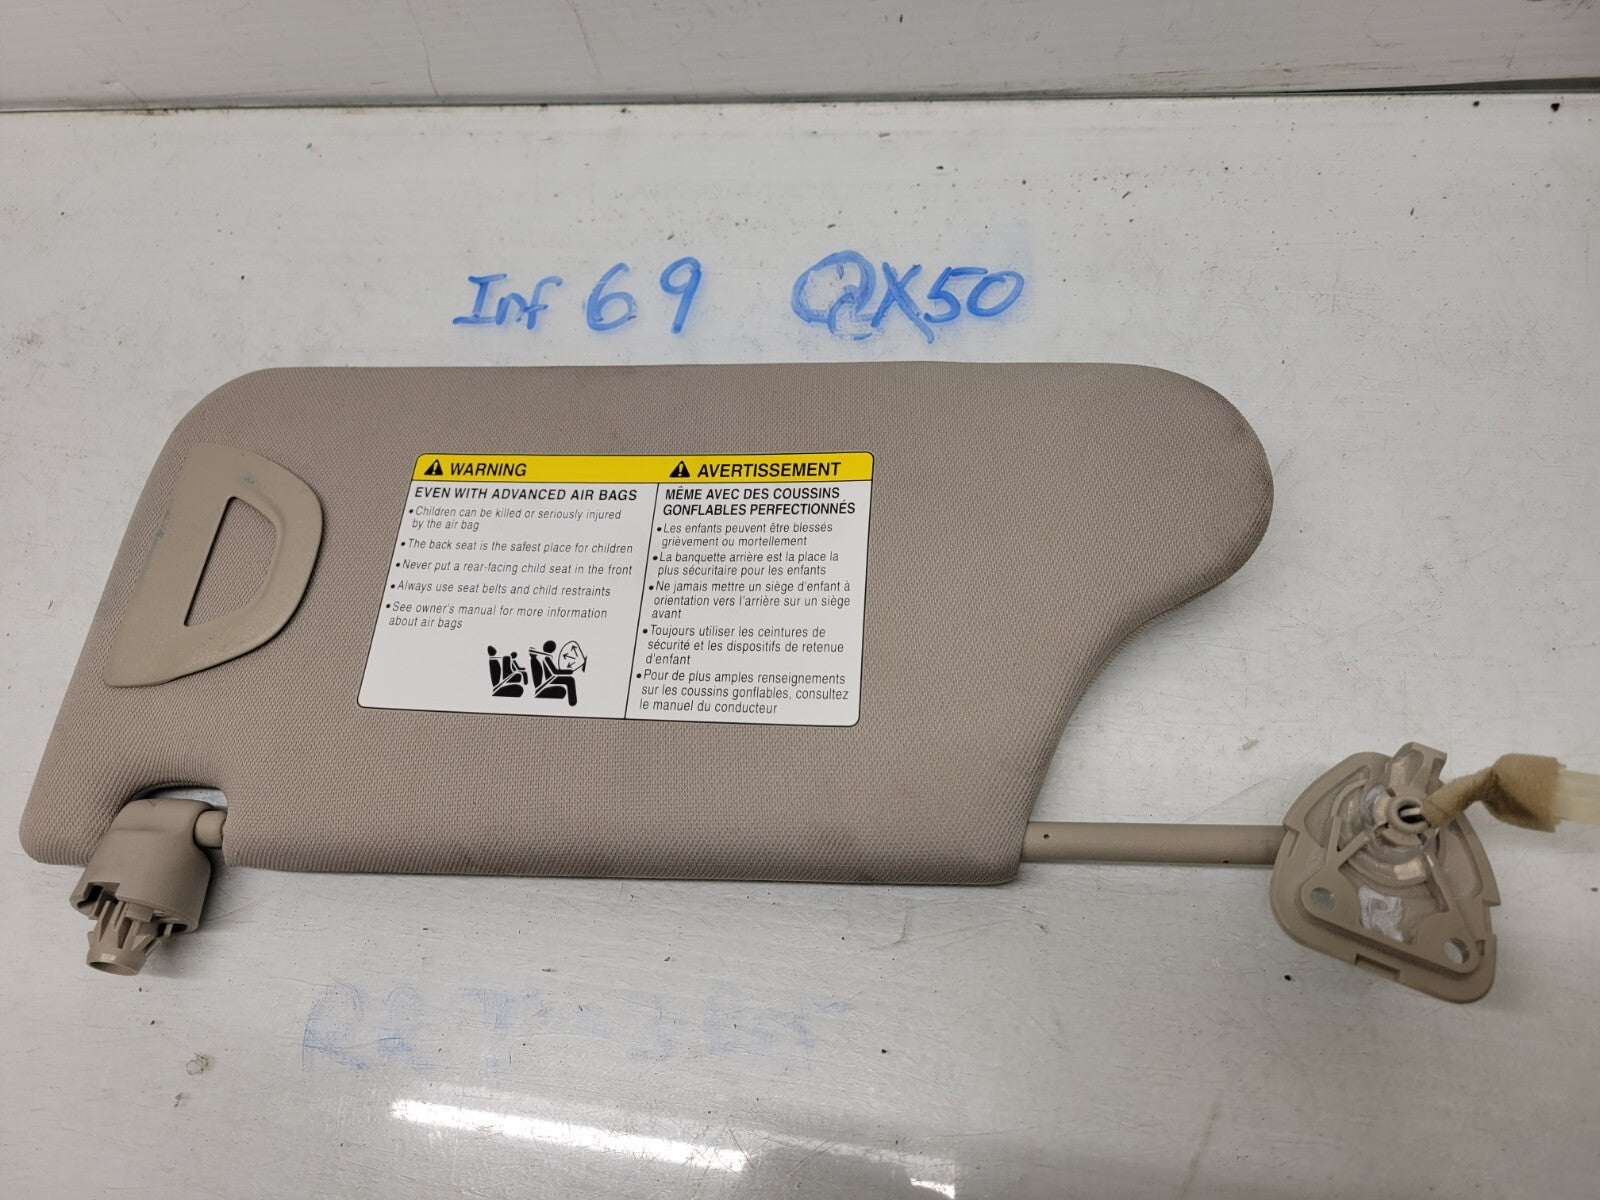 Inf 69 QX50
WARNING
EVEN WITH ADVANCED AIR BAGS
•Children can be killed or seriously injured
by the air bag
•The back seat is the safest place for children
•Never put a rear-facing child seat in the front
•Always use seat belts and child restraints
•See owner's manual for more information
about air bags
AVERTISSEMENT
MÊME AVEC DES COUSSINS
GONFLABLES PERFECTIONNÉS
•Les enfants peuvent être blessés
grièvement ou mortellement
•La banquette arrière est la place la
plus sécuritaire pour les enfants
•Ne jamais mettre un siège d'enfant à
orientation vers l'arrière sur un siège
avant
•Toujours utiliser les ceintures de
sécurité et les dispositifs de retenue
d'enfant
•Pour de plus amples renseignements
sur les coussins gonflables, consultez
le manuel du conducteur
R